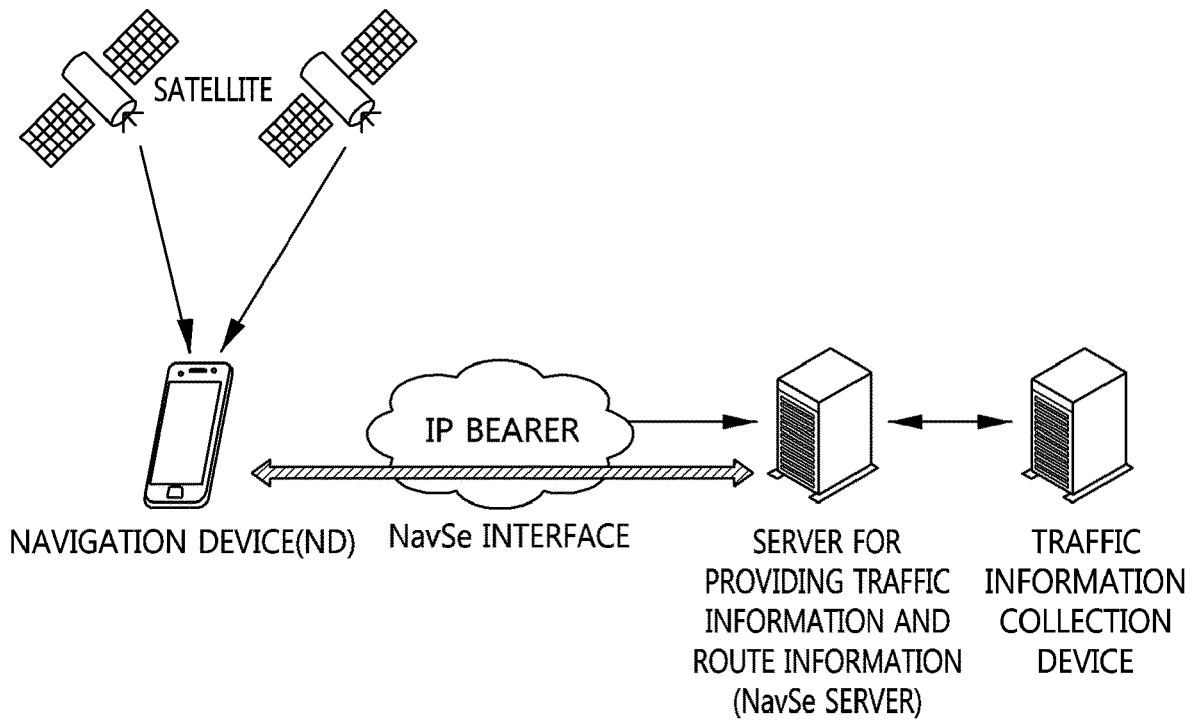 SATELLITE
IP BEARER
NavSe INTERFACE
NAVIGATION DEVICE(ND)
SERVER FOR
PROVIDING TRAFFIC
INFORMATION AND
ROUTE INFORMATION
(NavSe SERVER)
TRAFFIC
INFORMATION
COLLECTION
DEVICE